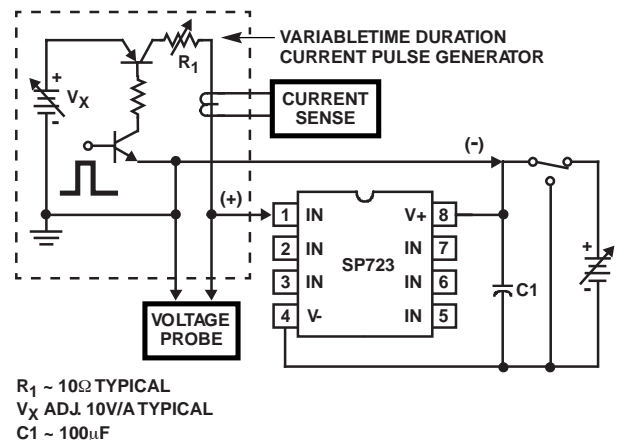 VARIABLETIME DURATION
CURRENT PULSE GENERATOR
R1
+
VX
-
CURRENT
SENSE
(-)
(+)
1 IN V+ 8
2 IN IN 7
SP723
3 IN IN 6
4 V- IN 5
+
-
C1
VOLTAGE
PROBE
R1 ~ 10Ω TYPICAL
VX ADJ. 10V/A TYPICAL
C1 ~ 100μF